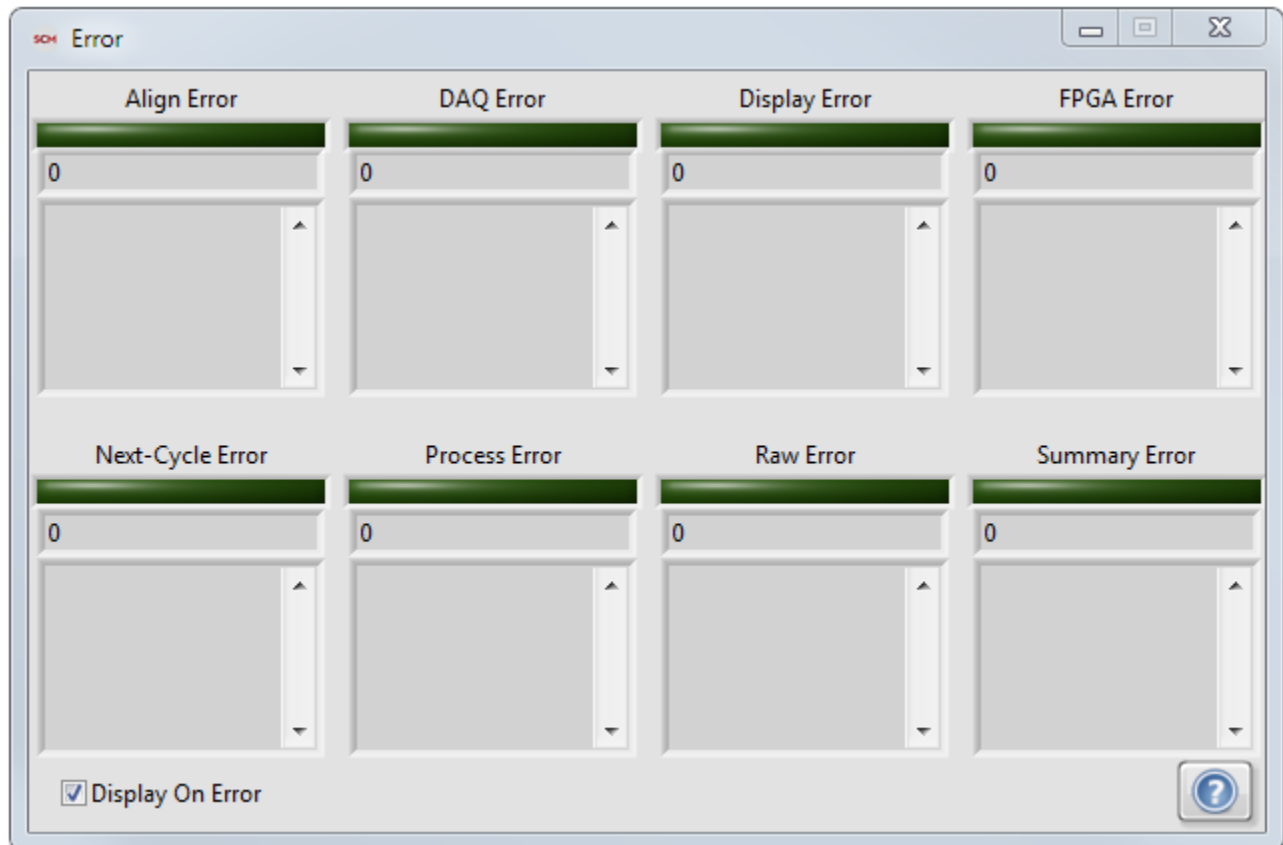 SCM Error
Align Error DAQ Error Display Error FPGA Error
0 0 0 0
Next-Cycle Error Process Error Raw Error Summary Error
0 0 0 0
Display On Error
?